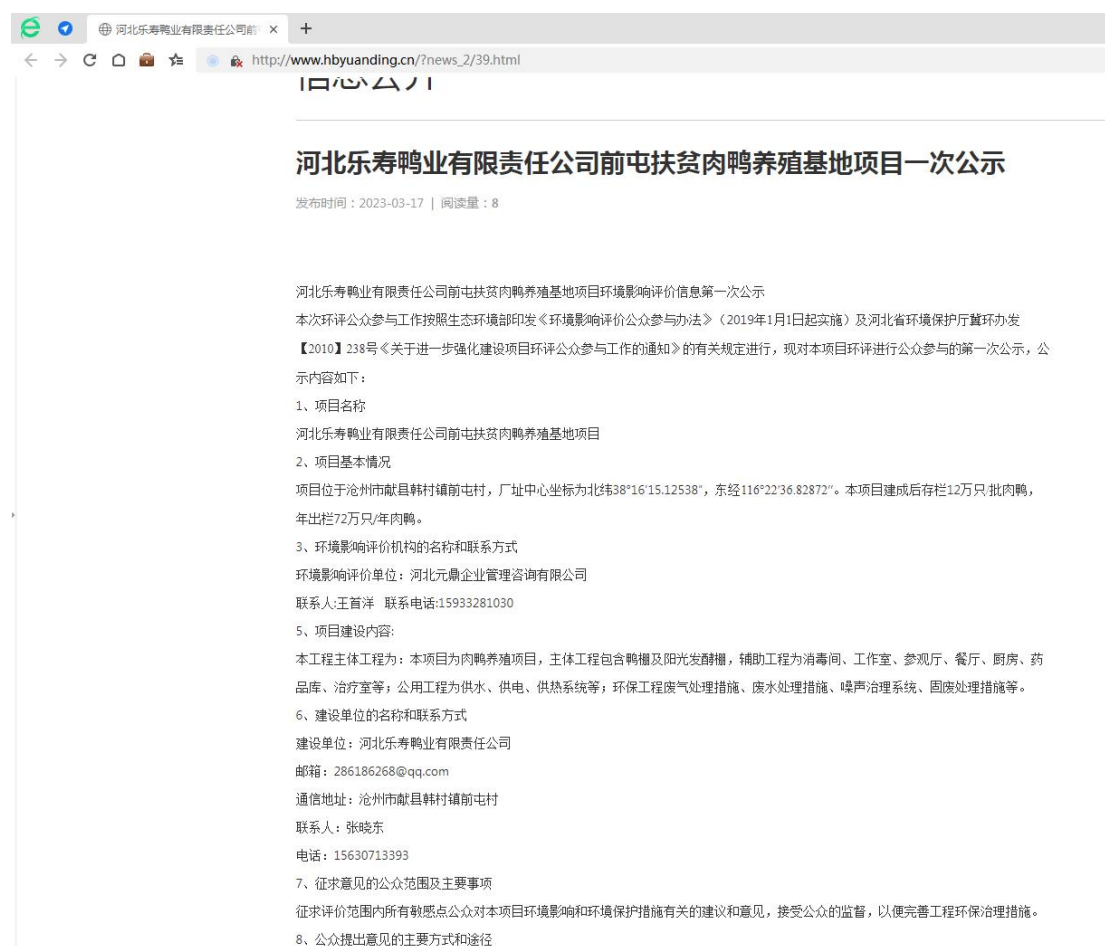 河北乐寿鸭业有限责任公司前
http://www.hbyuanding.cn/?news_2/39.html
信息公开
河北乐寿鸭业有限责任公司前屯扶贫肉鸭养殖基地项目一次公示
发布时间：2023-03-17 | 阅读量：8
河北乐寿鸭业有限责任公司前屯扶贫肉鸭养殖基地项目环境影响评价信息第一次公示
本次环评公众参与工作按照生态环境部印发《环境影响评价公众参与办法》（2019年1月1日起实施）及河北省环境保护厅冀环办发
【2010】238号《关于进一步强化建设项目环评公众参与工作的通知》的有关规定进行，现对本项目环评进行公众参与的第一次公示，公
示内容如下：
1、项目名称
河北乐寿鸭业有限责任公司前屯扶贫肉鸭养殖基地项目
2、项目基本情况
项目位于沧州市献县韩村镇前屯村，厂址中心坐标为北纬38°16'15.12538"，东经116°22'36.82872"。本项目建成后存栏12万只/批肉鸭，
年出栏72万只/年肉鸭。
3、环境影响评价机构的名称和联系方式
环境影响评价单位：河北元鼎企业管理咨询有限公司
联系人:王首洋 联系电话:15933281030
5、项目建设内容:
本工程主体工程为：本项目为肉鸭养殖项目，主体工程包含鸭棚及阳光发酵棚，辅助工程为消毒间、工作室、参观厅、餐厅、厨房、药
品库、治疗室等；公用工程为供水、供电、供热系统等；环保工程废气处理措施、废水处理措施、噪声治理系统、固废处理措施等。
6、建设单位的名称和联系方式
建设单位：河北乐寿鸭业有限责任公司
邮箱：286186268@qq.com
通信地址：沧州市献县韩村镇前屯村
联系人：张晓东
电话：15630713393
7、征求意见的公众范围及主要事项
征求评价范围内所有敏感点公众对本项目环境影响和环境保护措施有关的建议和意见，接受公众的监督，以便完善工程环保治理措施。
8、公众提出意见的主要方式和途径